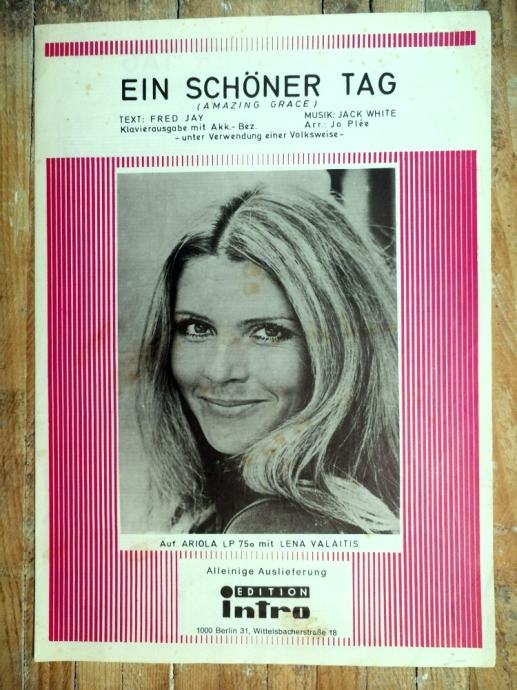 EIN SCHÖNER TAG
(AMAZING GRACE)
TEXT: FRED JAY
MUSIK: JACK WHITE
Klavierausgabe mit Akk.- Bez.
Arr.: Jo Plée
- unter Verwendung einer Volksweise -
Auf ARIOLA LP 75o mit LENA VALAITIS
Alleinige Auslieferung
EDITION
intro
1000 Berlin 31, Wittelsbacherstraße 18